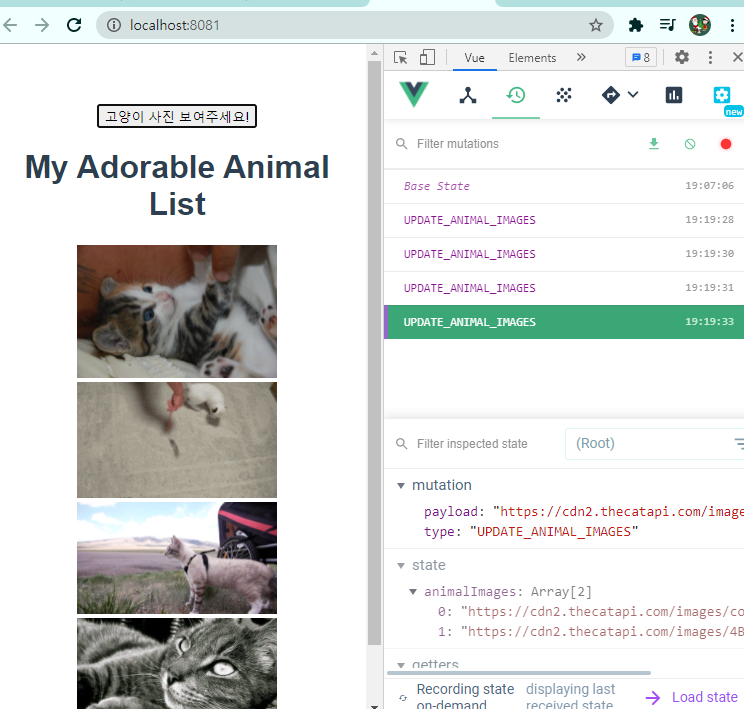 localhost:8081
Vue
Elements
8
new
고양이 사진 보여주세요!
My Adorable Animal
List
Filter mutations
Base State 19:07:06
UPDATE_ANIMAL_IMAGES 19:19:28
UPDATE_ANIMAL_IMAGES 19:19:30
UPDATE_ANIMAL_IMAGES 19:19:31
UPDATE_ANIMAL_IMAGES 19:19:33
Filter inspected state
(Root)
mutation
payload: "https://cdn2.thecatapi.com/image
type: "UPDATE_ANIMAL_IMAGES"
state
animalImages: Array[2]
0: "https://cdn2.thecatapi.com/images/co
1: "https://cdn2.thecatapi.com/images/4B
getters
Recording state
on-demand
displaying last
received state
Load state